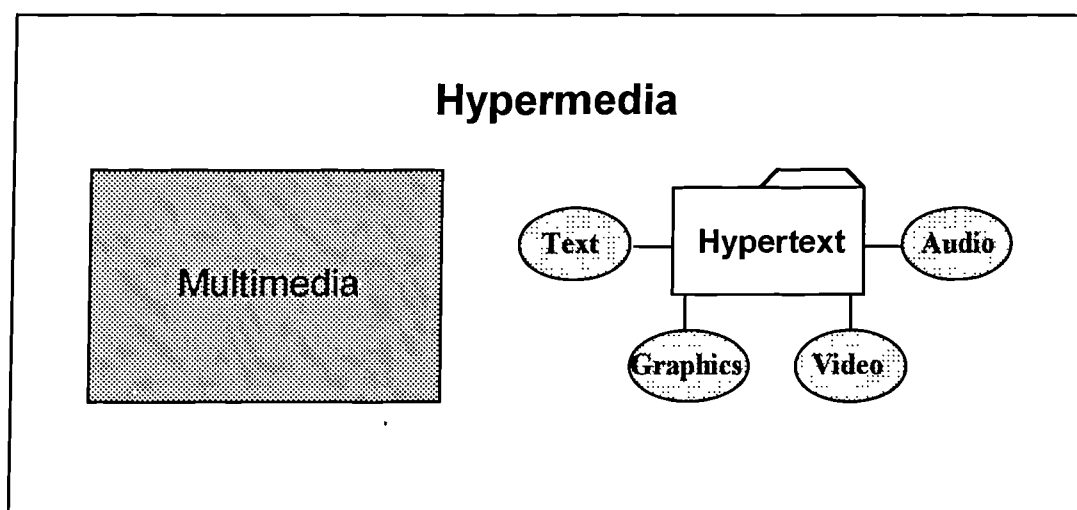 Hypermedia
Multimedia
Text
Hypertext
Audio
Graphics
Video